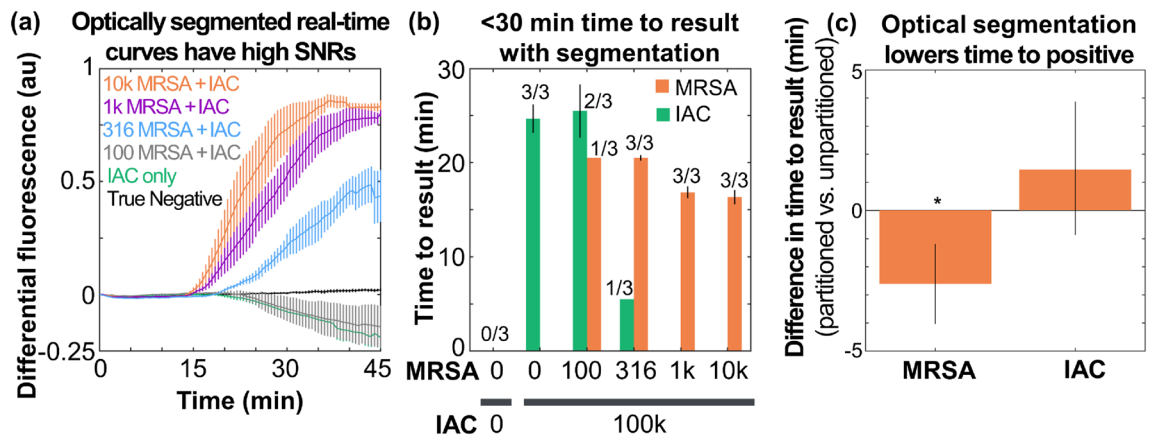 (a) Optically segmented real-time
curves have high SNRs
Differential fluorescence (au)
1
0.5
0
-0.25
10k MRSA + IAC
1k MRSA + IAC
316 MRSA + IAC
100 MRSA + IAC
IAC only
True Negative
0 15 30 45
Time (min)
(b) <30 min time to result
with segmentation
Time to result (min)
30
20
10
0
MRSA
IAC
0/3
3/3
2/3
1/3
1/3
3/3
3/3
3/3
MRSA 0 0 100 316 1k 10k
IAC 0 100k
(c) Optical segmentation
lowers time to positive
Difference in time to result (min)
(partitioned vs. unpartitioned)
5
0
-5
*
MRSA IAC